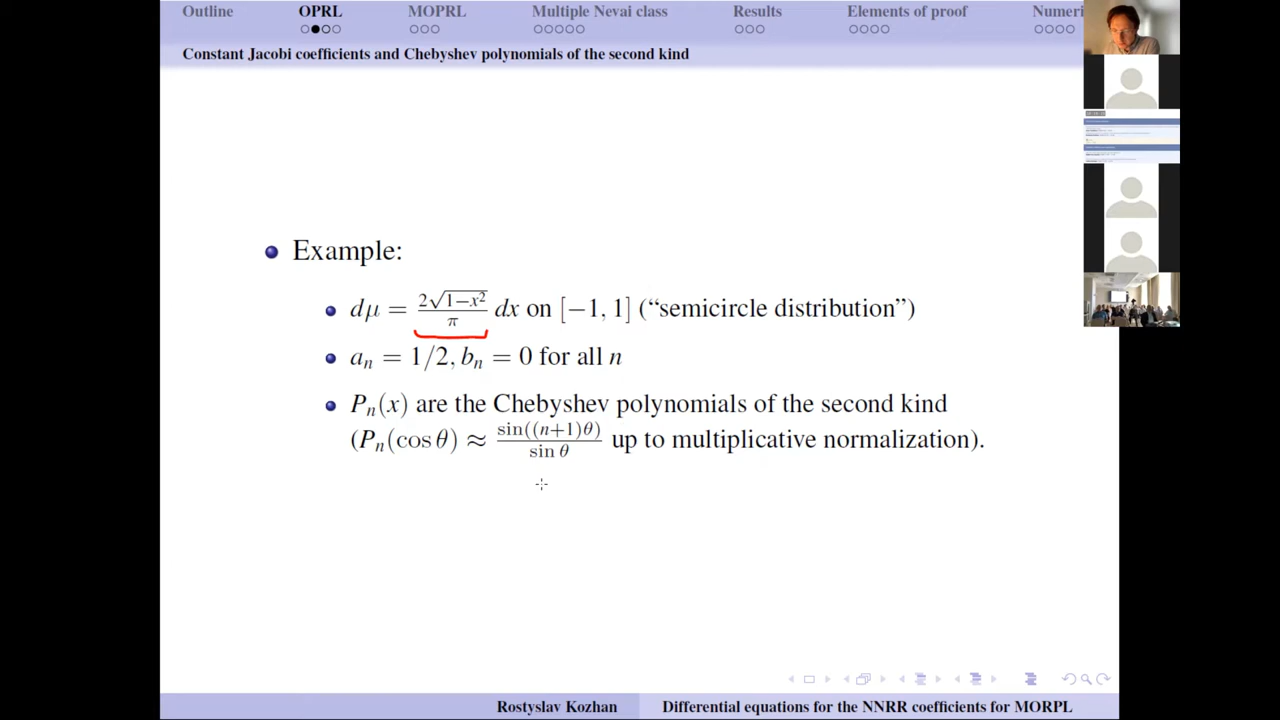 Outline OPRL MOPRL Multiple Nevai class Results Elements of proof Numeri
Constant Jacobi coefficients and Chebyshev polynomials of the second kind
Example:
dμ = 2√1−x² / π dx on [−1, 1] (“semicircle distribution”)
aₙ = 1/2, bₙ = 0 for all n
Pₙ(x) are the Chebyshev polynomials of the second kind
(Pₙ(cos θ) ≈ sin((n+1)θ) / sin θ up to multiplicative normalization).
Rostyslav Kozhan Differential equations for the NNRR coefficients for MORPL